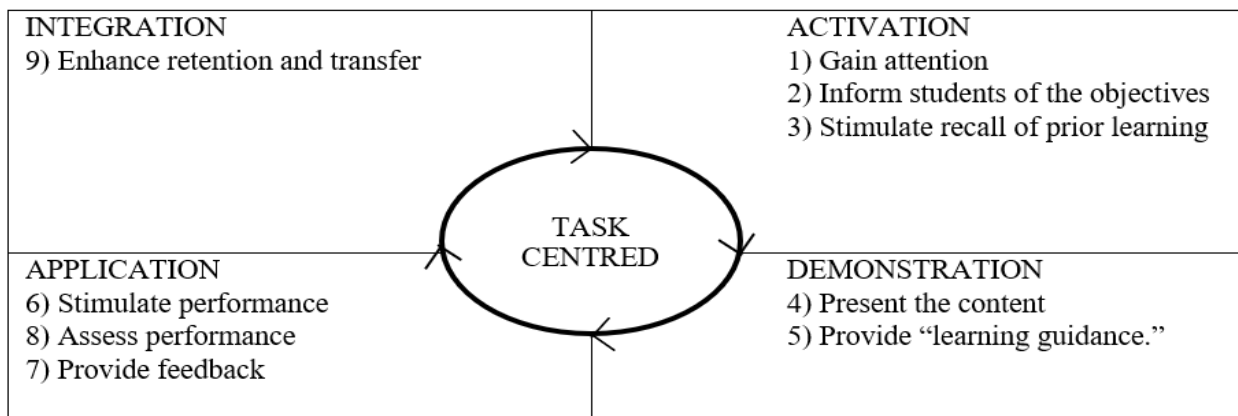 INTEGRATION
9) Enhance retention and transfer
ACTIVATION
1) Gain attention
2) Inform students of the objectives
3) Stimulate recall of prior learning
TASK
CENTRED
APPLICATION
6) Stimulate performance
8) Assess performance
7) Provide feedback
DEMONSTRATION
4) Present the content
5) Provide “learning guidance.”